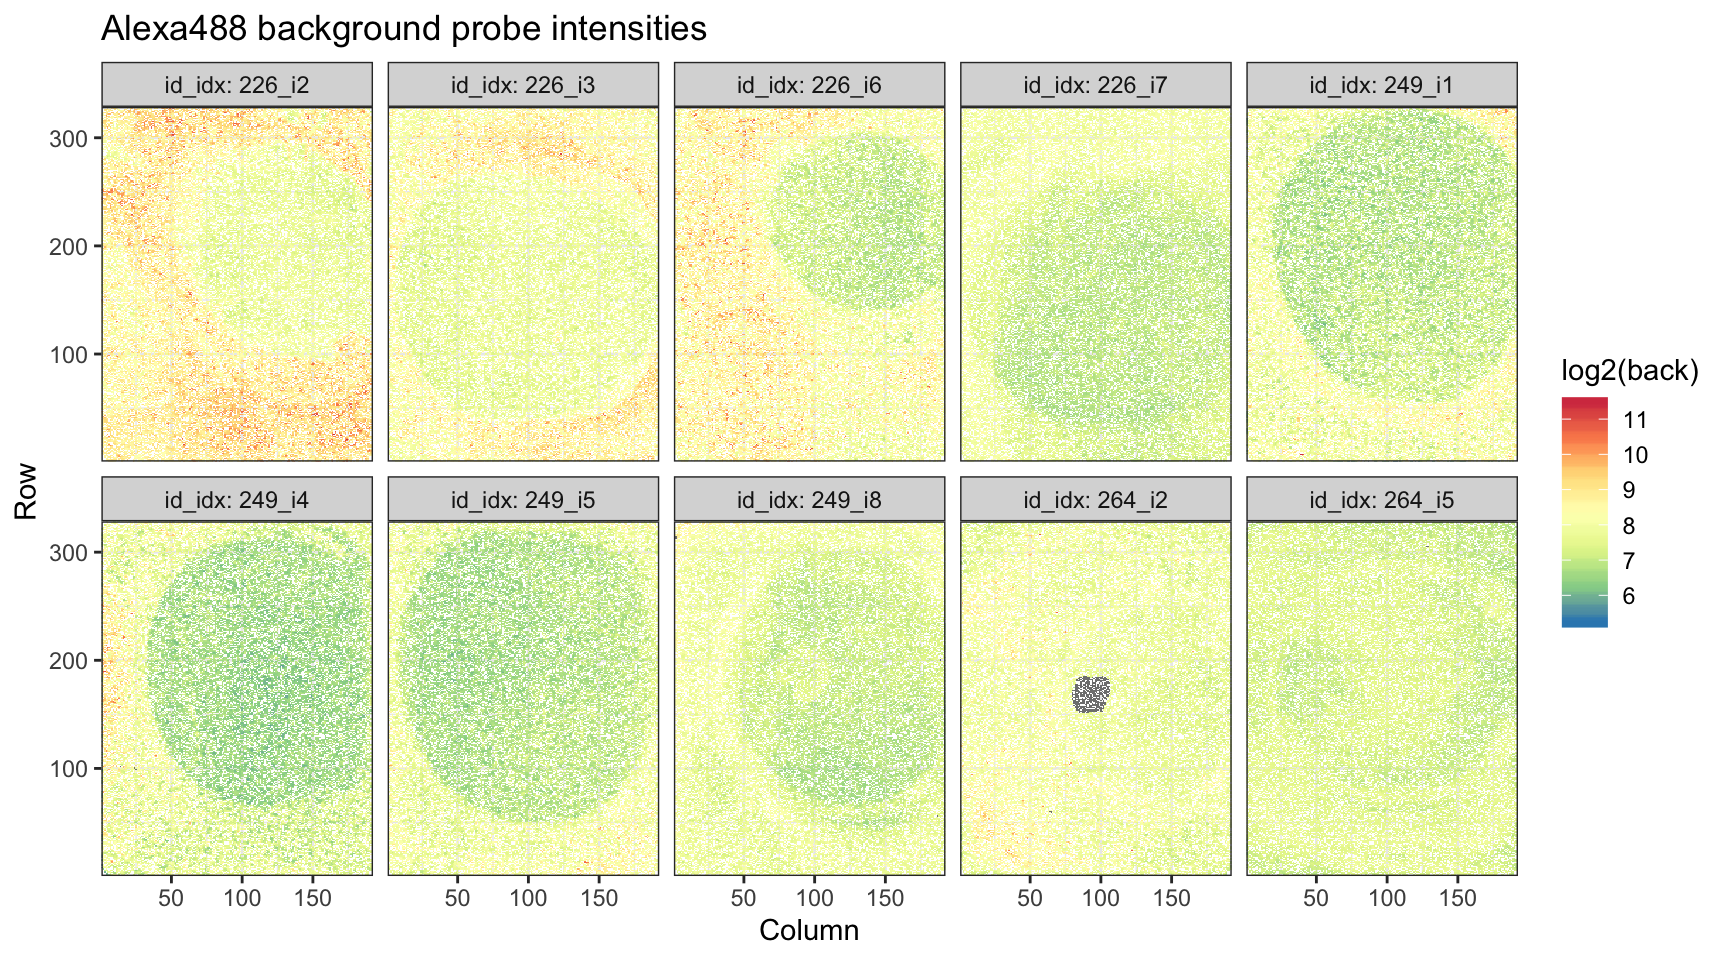 Alexa488 background probe intensities
id_idx: 226_i2
id_idx: 226_i3
id_idx: 226_i6
id_idx: 226_i7
id_idx: 249_i1
300
200
100
id_idx: 249_i4
id_idx: 249_i5
id_idx: 249_i8
id_idx: 264_i2
id_idx: 264_i5
300
200
100
50 100 150
50 100 150
50 100 150
50 100 150
50 100 150
Row
Column
log2(back)
11
10
9
8
7
6